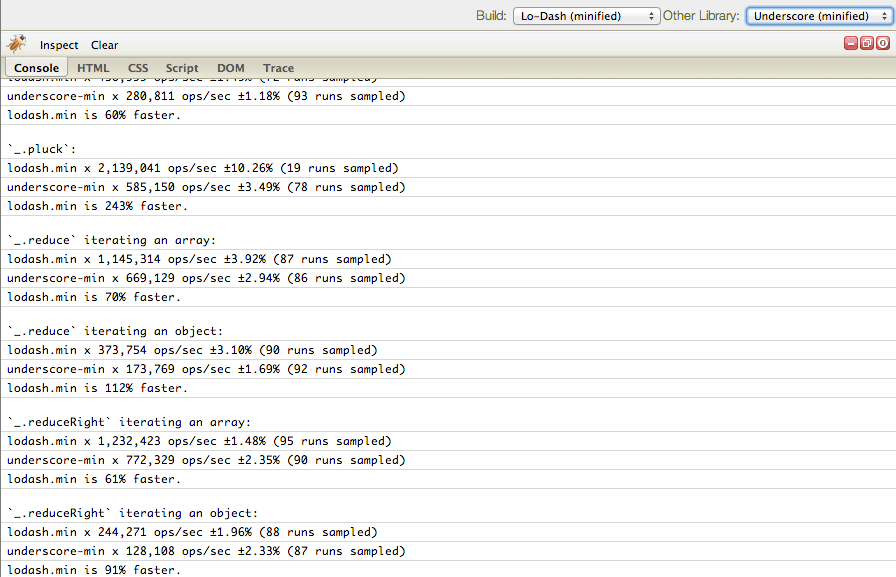 Build: Lo-Dash (minified) Other Library: Underscore (minified)
Inspect Clear
Console HTML CSS Script DOM Trace
underscore-min x 280,811 ops/sec ±1.18% (93 runs sampled)
lodash.min is 60% faster.
`_.pluck`:
lodash.min x 2,139,041 ops/sec ±10.26% (19 runs sampled)
underscore-min x 585,150 ops/sec ±3.49% (78 runs sampled)
lodash.min is 243% faster.
`_.reduce` iterating an array:
lodash.min x 1,145,314 ops/sec ±3.92% (87 runs sampled)
underscore-min x 669,129 ops/sec ±2.94% (86 runs sampled)
lodash.min is 70% faster.
`_.reduce` iterating an object:
lodash.min x 373,754 ops/sec ±3.10% (90 runs sampled)
underscore-min x 173,769 ops/sec ±1.69% (92 runs sampled)
lodash.min is 112% faster.
`_.reduceRight` iterating an array:
lodash.min x 1,232,423 ops/sec ±1.48% (95 runs sampled)
underscore-min x 772,329 ops/sec ±2.35% (90 runs sampled)
lodash.min is 61% faster.
`_.reduceRight` iterating an object:
lodash.min x 244,271 ops/sec ±1.96% (88 runs sampled)
underscore-min x 128,108 ops/sec ±2.33% (87 runs sampled)
lodash.min is 91% faster.